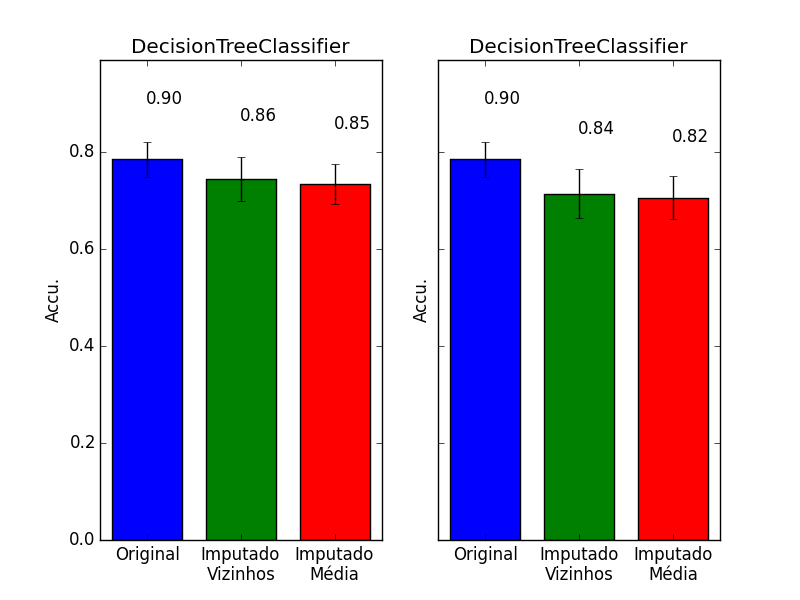 DecisionTreeClassifier
0.90
0.86
0.85
0.8
0.6
0.4
0.2
0.0
Accu.
Original
Imputado
Vizinhos
Imputado
Média
DecisionTreeClassifier
0.90
0.84
0.82
Accu.
Original
Imputado
Vizinhos
Imputado
Média